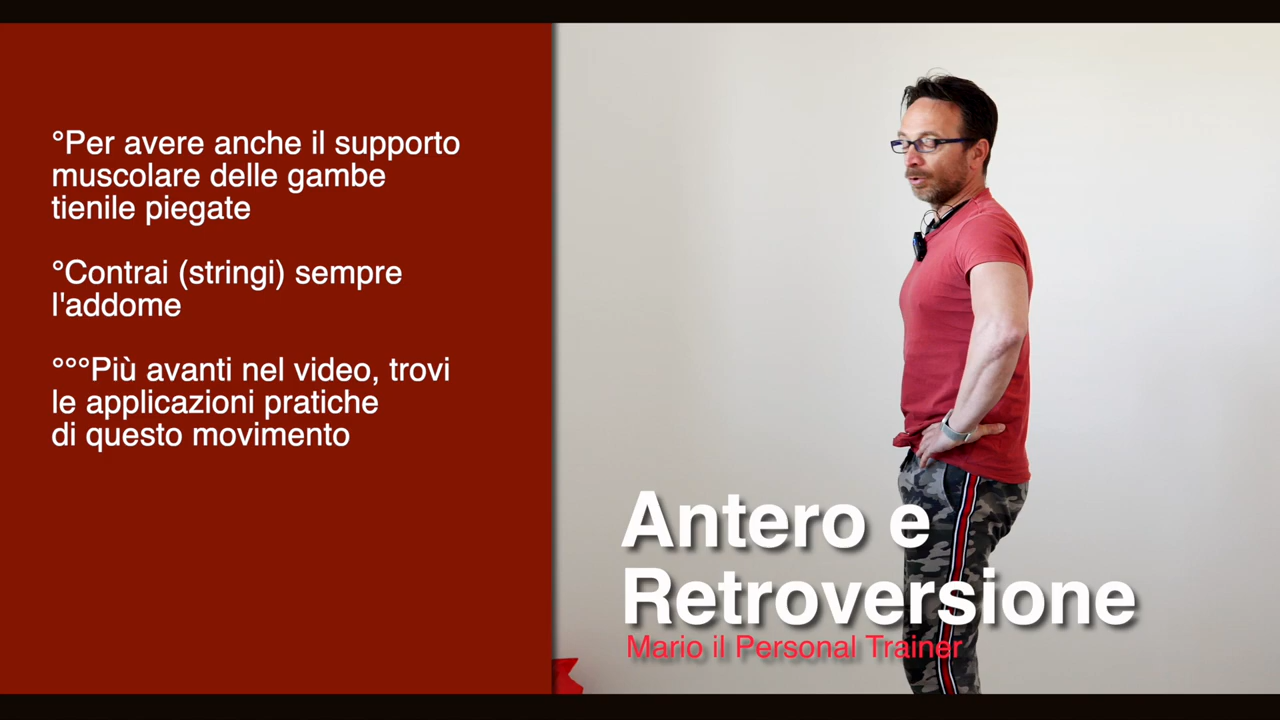 °Per avere anche il supporto
muscolare delle gambe
tienile piegate
°Contrai (stringi) sempre
l'addome
°°°Più avanti nel video, trovi
le applicazioni pratiche
di questo movimento
Antero e
Retroversione
Mario il Personal Trainer